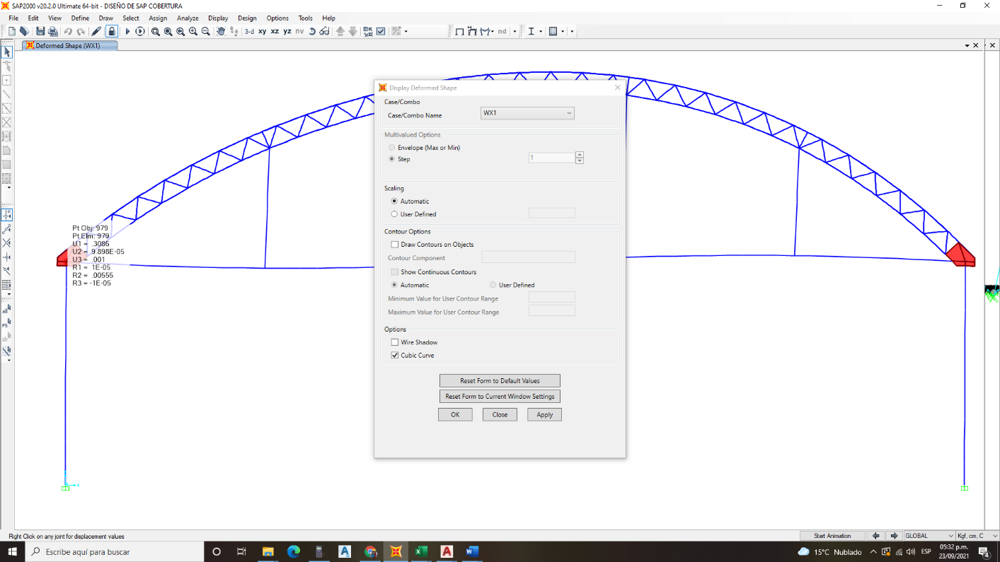 SAP2000 v20.2.0 Ultimate 64-bit - DISEÑO DE SAP COBERTURA
File Edit View Define Draw Select Assign Analyze Display Design Options Tools Help
3-d xy xz yz nv
nd
Deformed Shape (WX1)
Display Deformed Shape
Case/Combo
Case/Combo Name WX1
Multivalued Options
Envelope (Max or Min)
Step 1
Scaling
Automatic
User Defined
Contour Options
Draw Contours on Objects
Contour Component
Show Continuous Contours
Automatic User Defined
Minimum Value for User Contour Range
Maximum Value for User Contour Range
Options
Wire Shadow
Cubic Curve
Reset Form to Default Values
Reset Form to Current Window Settings
OK Close Apply
Pt Obj: 979
Pt Elm: 979
U1 = .3086
U2 = 9.898E-05
U3 = .001
R1 = 1E-05
R2 = .00555
R3 = -1E-05
all
PS
dr
Right Click on any joint for displacement values
Start Animation GLOBAL Kgf, cm, C
Escribe aquí para buscar
15°C Nublado ESP
05:32 p.m.
23/09/2021
4